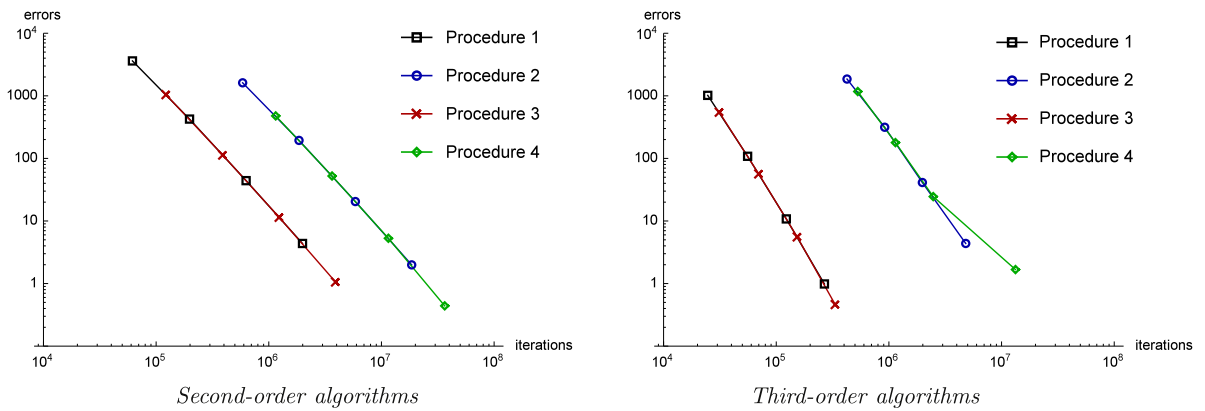 errors
10^4
1000
100
10
1
10^4
10^5
10^6
10^7
10^8
iterations
Procedure 1
Procedure 2
Procedure 3
Procedure 4
Second-order algorithms
errors
10^4
1000
100
10
1
10^4
10^5
10^6
10^7
10^8
iterations
Procedure 1
Procedure 2
Procedure 3
Procedure 4
Third-order algorithms